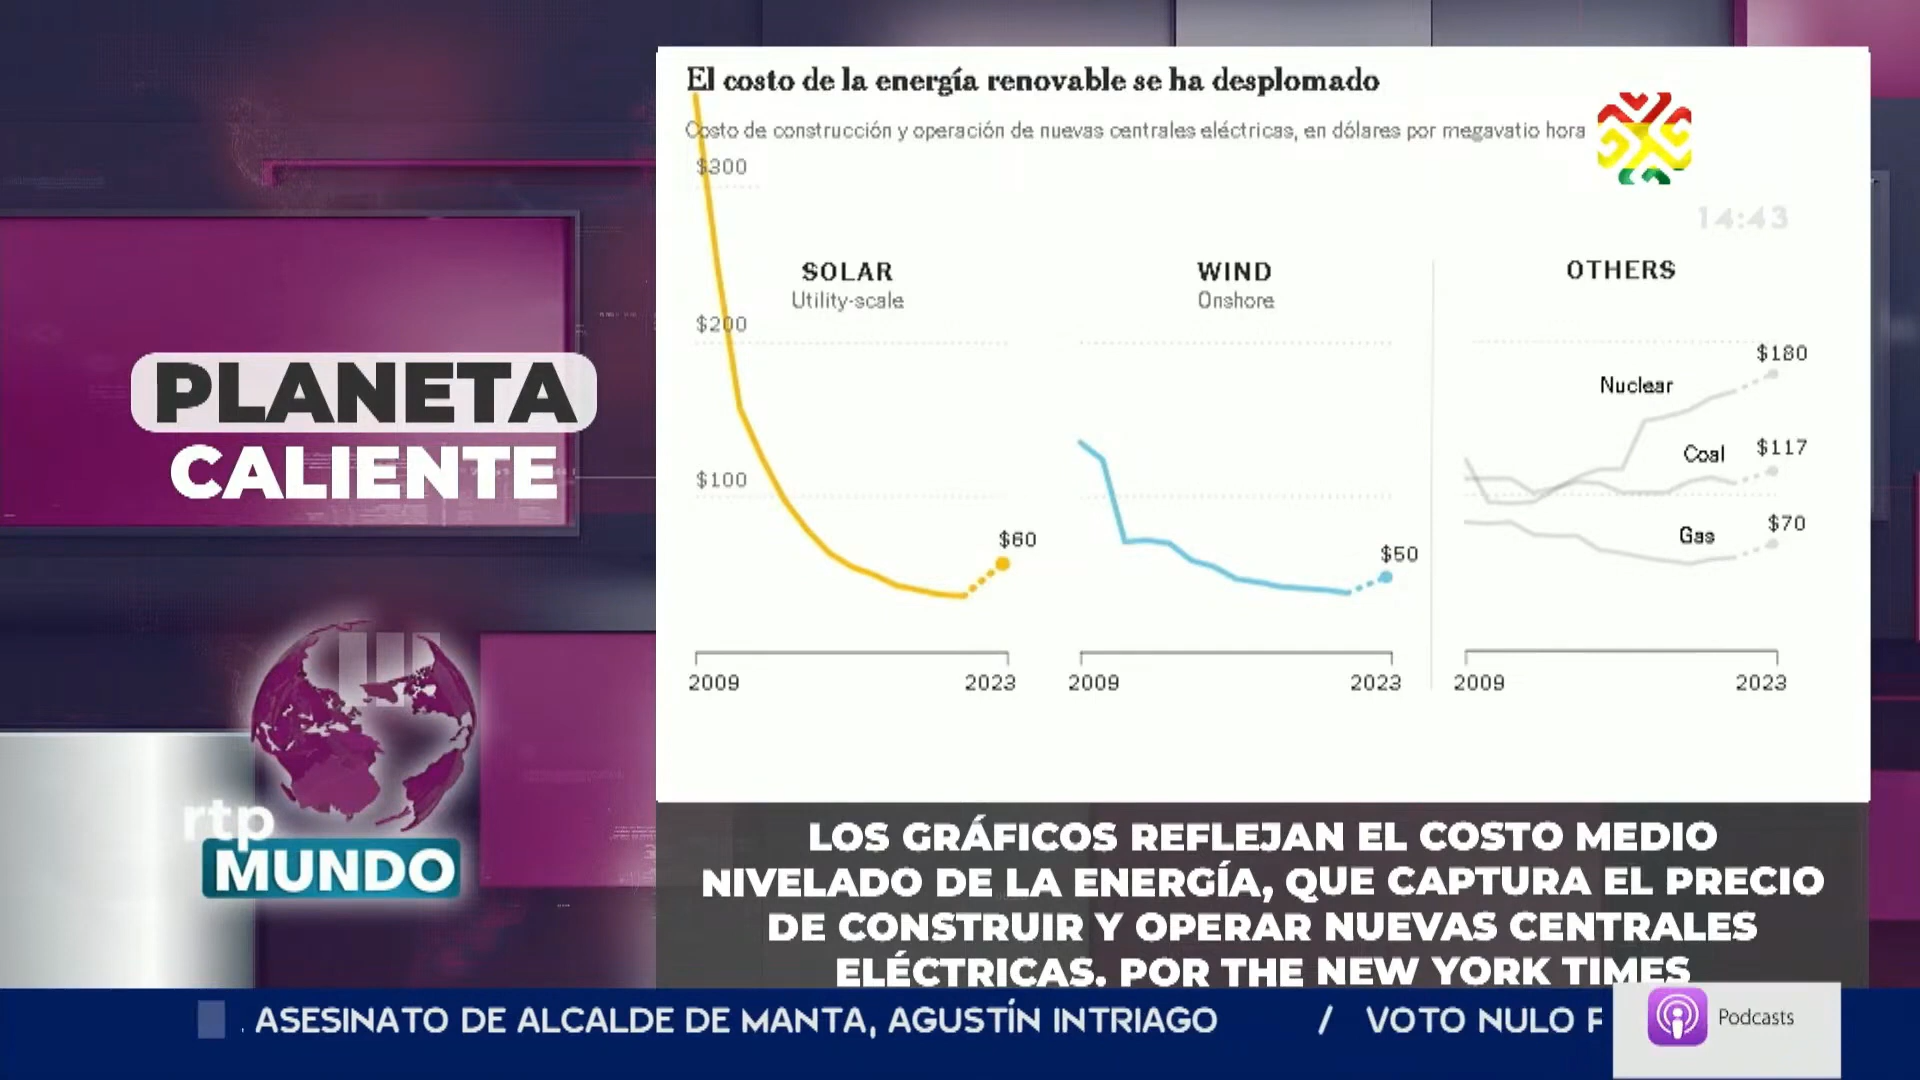 El costo de la energía renovable se ha desplomado
Costo de construcción y operación de nuevas centrales eléctricas, en dólares por megavatio hora
14:43
$300
$200
$100
SOLAR
Utility-scale
$60
2009
2023
WIND
Onshore
$50
2009
2023
OTHERS
$180
Nuclear
Coal
$117
$70
Gas
2009
2023
PLANETA
CALIENTE
rtp
MUNDO
LOS GRÁFICOS REFLEJAN EL COSTO MEDIO
NIVELADO DE LA ENERGÍA, QUE CAPTURA EL PRECIO
DE CONSTRUIR Y OPERAR NUEVAS CENTRALES
ELÉCTRICAS. POR THE NEW YORK TIMES
. ASESINATO DE ALCALDE DE MANTA, AGUSTÍN INTRIAGO / VOTO NULO
Podcasts